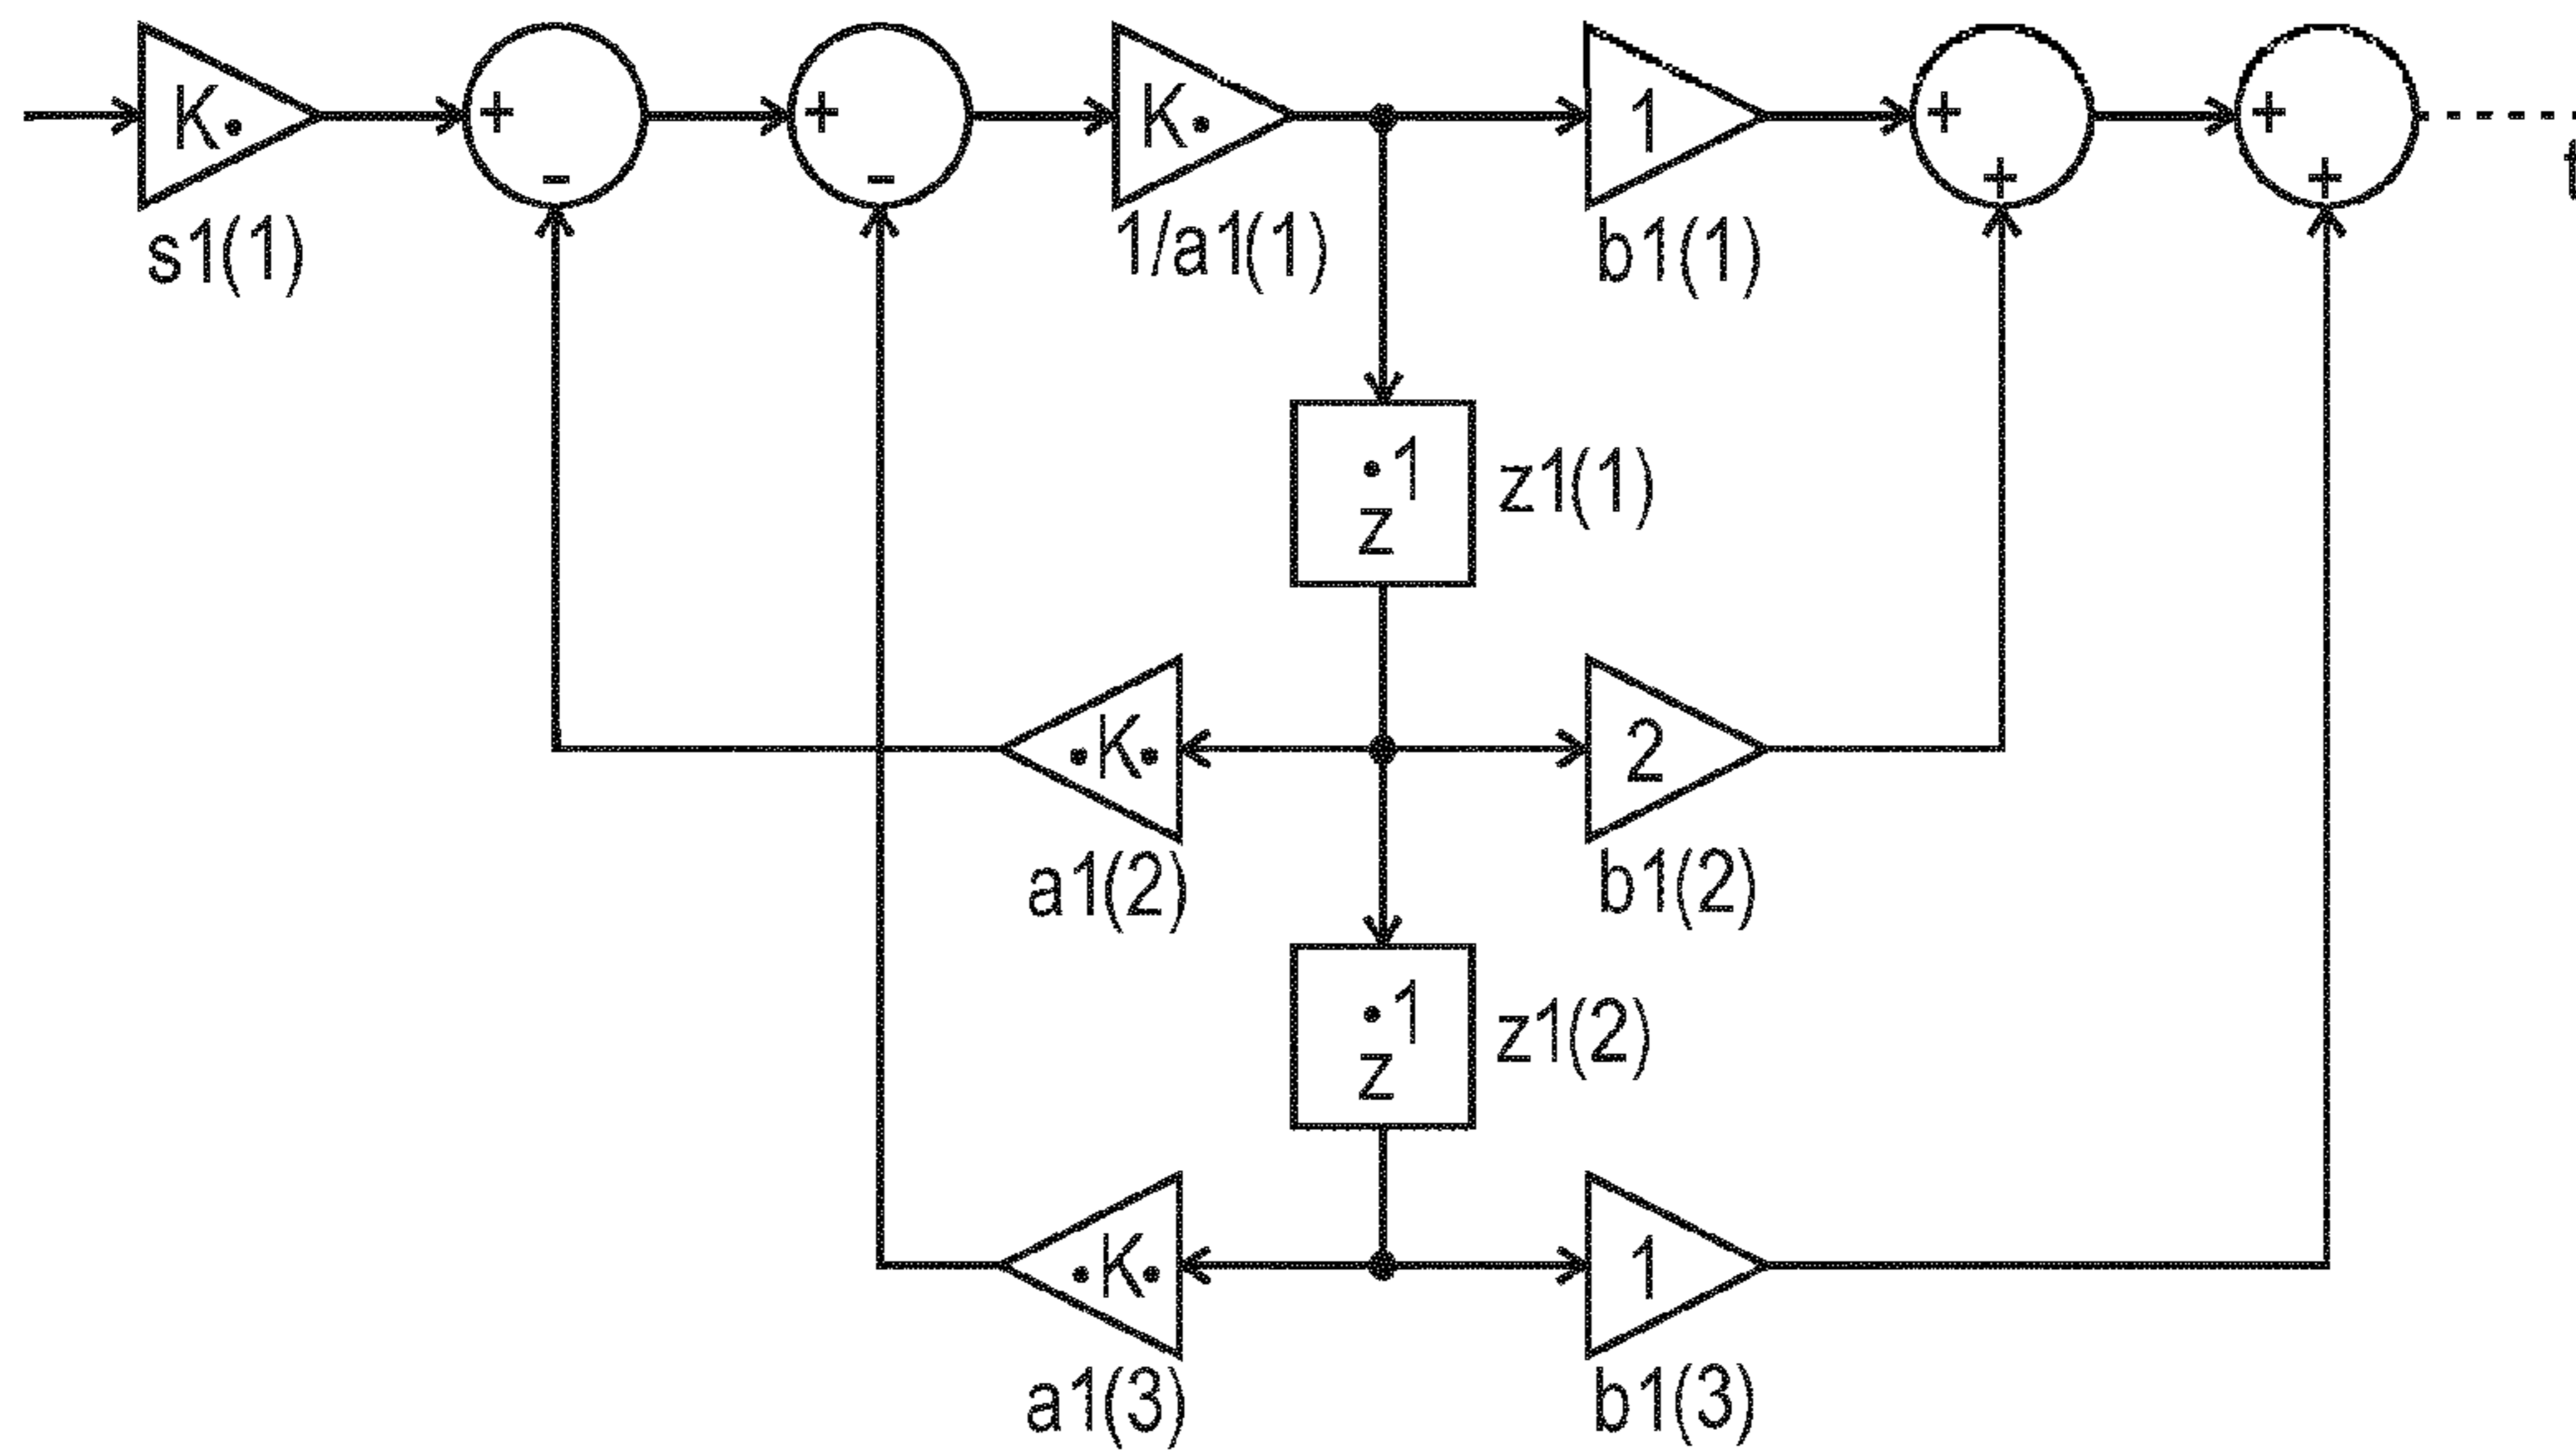 K. + + K. 1 + +
- - + +
s1(1) 1/a1(1) b1(1)
.1
z
z1(1)
.K. 2
a1(2) b1(2)
.1
z
z1(2)
.K. 1
a1(3) b1(3)